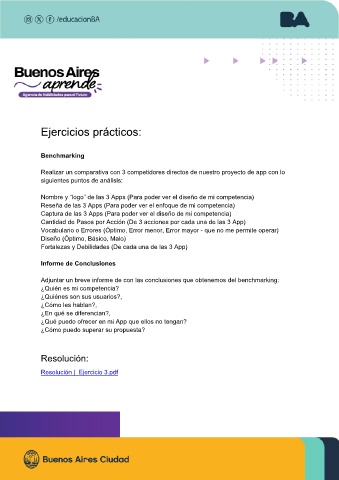 /educacionBA
BA
Buenos Aires
aprende
Agencia de Habilidades para el Futuro
Ejercicios prácticos:
Benchmarking
Realizar un comparativa con 3 competidores directos de nuestro proyecto de app con lo
siguientes puntos de análisis:
Nombre y "logo" de las 3 Apps (Para poder ver el diseño de mi competencia)
Reseña de las 3 Apps (Para poder ver el enfoque de mi competencia)
Captura de las 3 Apps (Para poder ver el diseño de mi competencia)
Cantidad de Pasos por Acción (De 3 acciones por cada una de las 3 App)
Vocabulario o Errores (Óptimo, Error menor, Error mayor - que no me permite operar)
Diseño (Óptimo, Básico, Malo)
Fortalezas y Debilidades (De cada una de las 3 App)
Informe de Conclusiones
Adjuntar un breve informe de con las conclusiones que obtenemos del benchmarking:
¿Quién es mi competencia?
¿Quiénes son sus usuarios?,
¿Cómo les hablan?,
¿En qué se diferencian?,
¿Qué puedo ofrecer en mi App que ellos no tengan?
¿Cómo puedo superar su propuesta?
Resolución:
Resolución | Ejercicio 3.pdf
Buenos Aires Ciudad